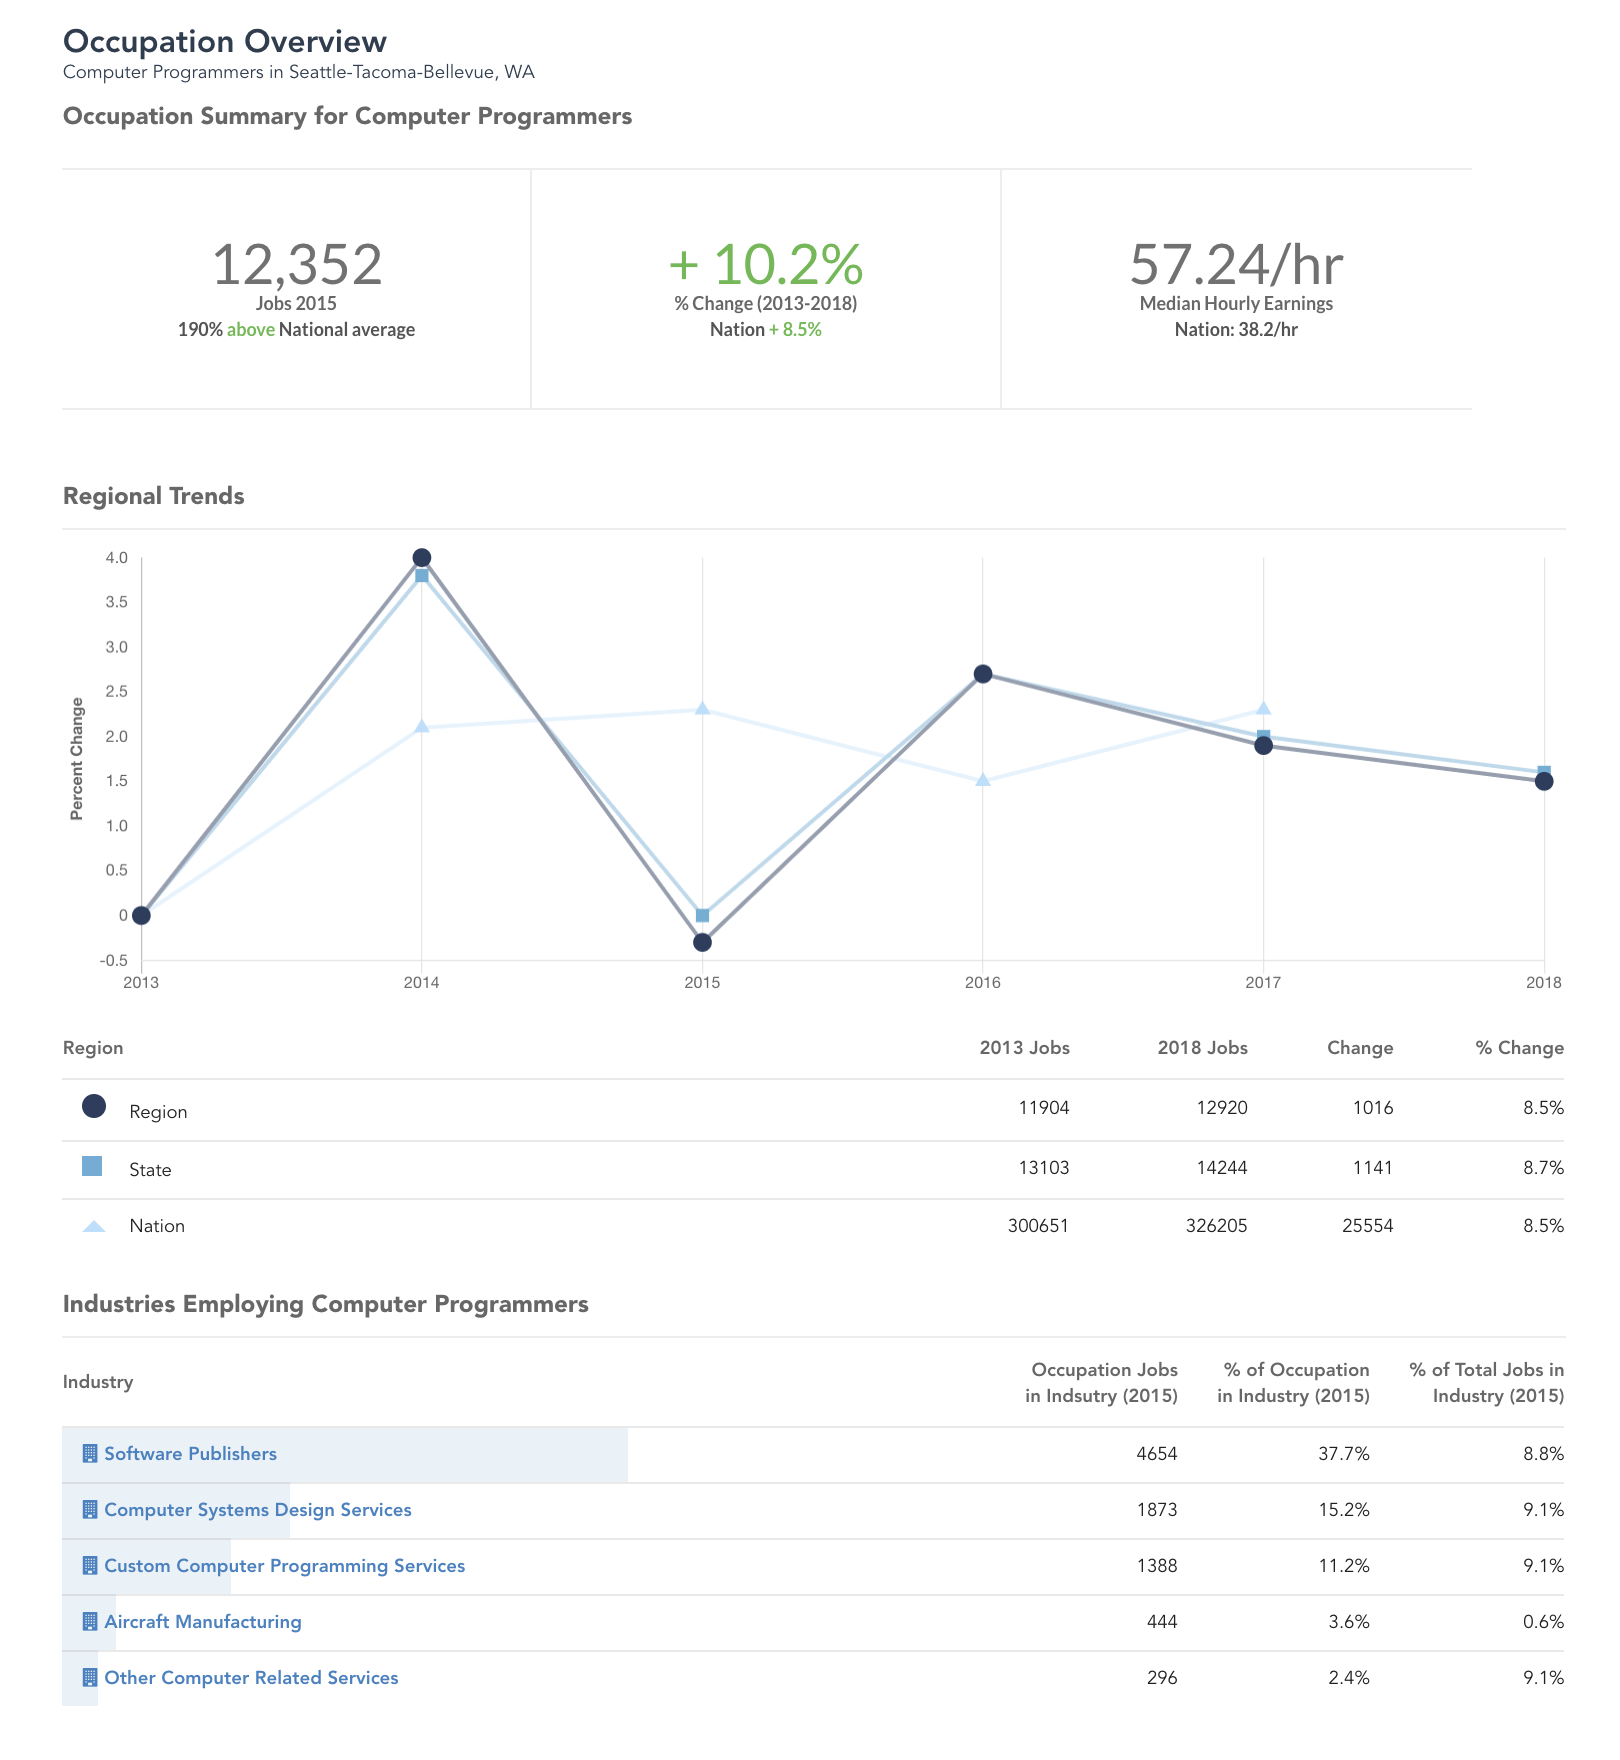 Occupation Overview
Computer Programmers in Seattle-Tacoma-Bellevue, WA
Occupation Summary for Computer Programmers
12,352
Jobs 2015
190% above National average
+ 10.2%
% Change (2013-2018)
Nation + 8.5%
57.24/hr
Median Hourly Earnings
Nation: 38.2/hr
Regional Trends
Percent Change
4.0
3.5
3.0
2.5
2.0
1.5
1.0
0.5
0
-0.5
2013 2014 2015 2016 2017 2018
Region 2013 Jobs 2018 Jobs Change % Change
Region 11904 12920 1016 8.5%
State 13103 14244 1141 8.7%
Nation 300651 326205 25554 8.5%
Industries Employing Computer Programmers
Industry Occupation Jobs in Indsutry (2015) % of Occupation in Industry (2015) % of Total Jobs in Industry (2015)
Software Publishers 4654 37.7% 8.8%
Computer Systems Design Services 1873 15.2% 9.1%
Custom Computer Programming Services 1388 11.2% 9.1%
Aircraft Manufacturing 444 3.6% 0.6%
Other Computer Related Services 296 2.4% 9.1%